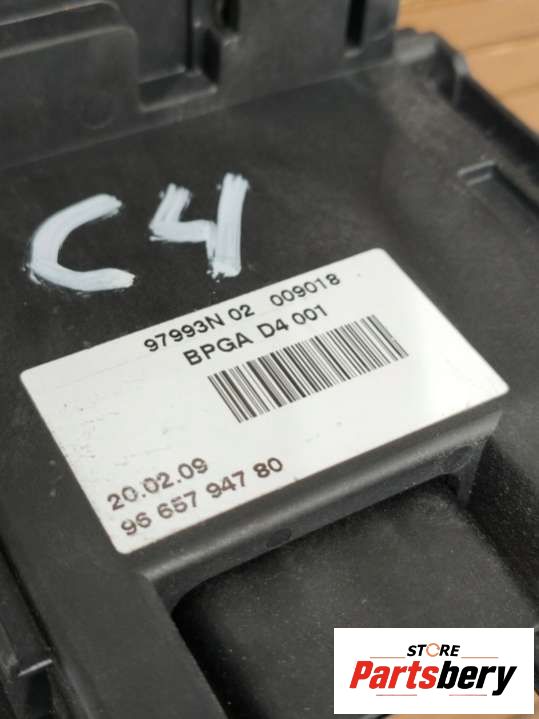 C4
97993N 02 009018
BPGA D4 001
20.02.09
96 657 947 80
STORE
Partsbery